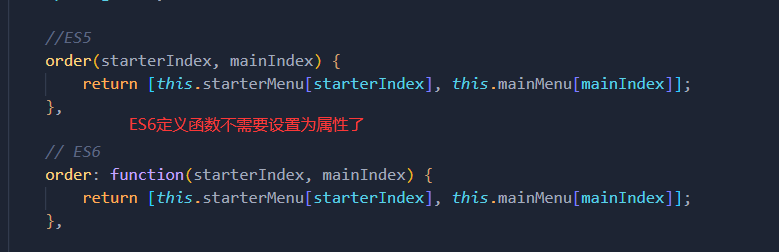 //ES5
order(starterIndex, mainIndex) {
return [this.starterMenu[starterIndex], this.mainMenu[mainIndex]];
},
ES6定义函数不需要设置为属性了
// ES6
order: function(starterIndex, mainIndex) {
return [this.starterMenu[starterIndex], this.mainMenu[mainIndex]];
},